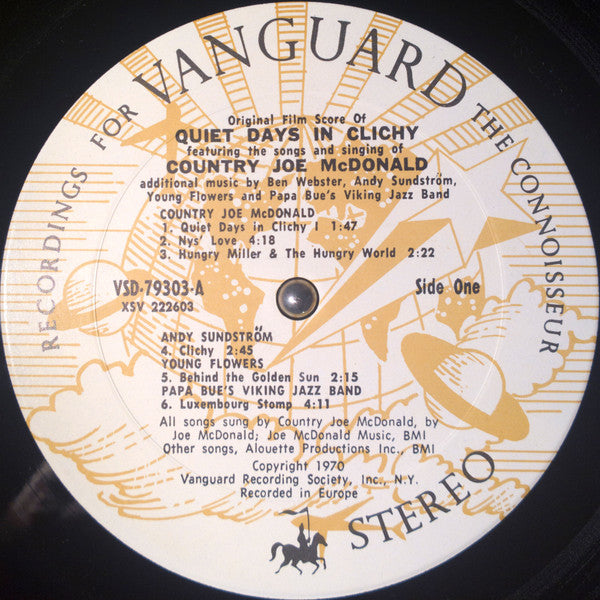 RECORDINGS FOR VANGUARD THE CONNOISSEUR
Original Film Score Of
QUIET DAYS IN CLICHY
featuring the songs and singing of
COUNTRY JOE McDONALD
additional music by Ben Webster, Andy Sundström,
Young Flowers and Papa Bue's Viking Jazz Band
COUNTRY JOE McDONALD
1. Quiet Days in Clichy I 1:47
2. Nys' Love 4:18
3. Hungry Miller & The Hungry World 2:22
VSD-79303-A Side One
XSV 222603
ANDY SUNDSTRÖM
4. Clichy 2:45
YOUNG FLOWERS
5. Behind the Golden Sun 2:15
PAPA BUE'S VIKING JAZZ BAND
6. Luxembourg Stomp 4:11
All songs sung by Country Joe McDonald, by
Joe McDonald; Joe McDonald Music, BMI
Other songs, Alouette Productions Inc., BMI
Copyright 1970
Vanguard Recording Society, Inc., N.Y.
Recorded in Europe
STEREO